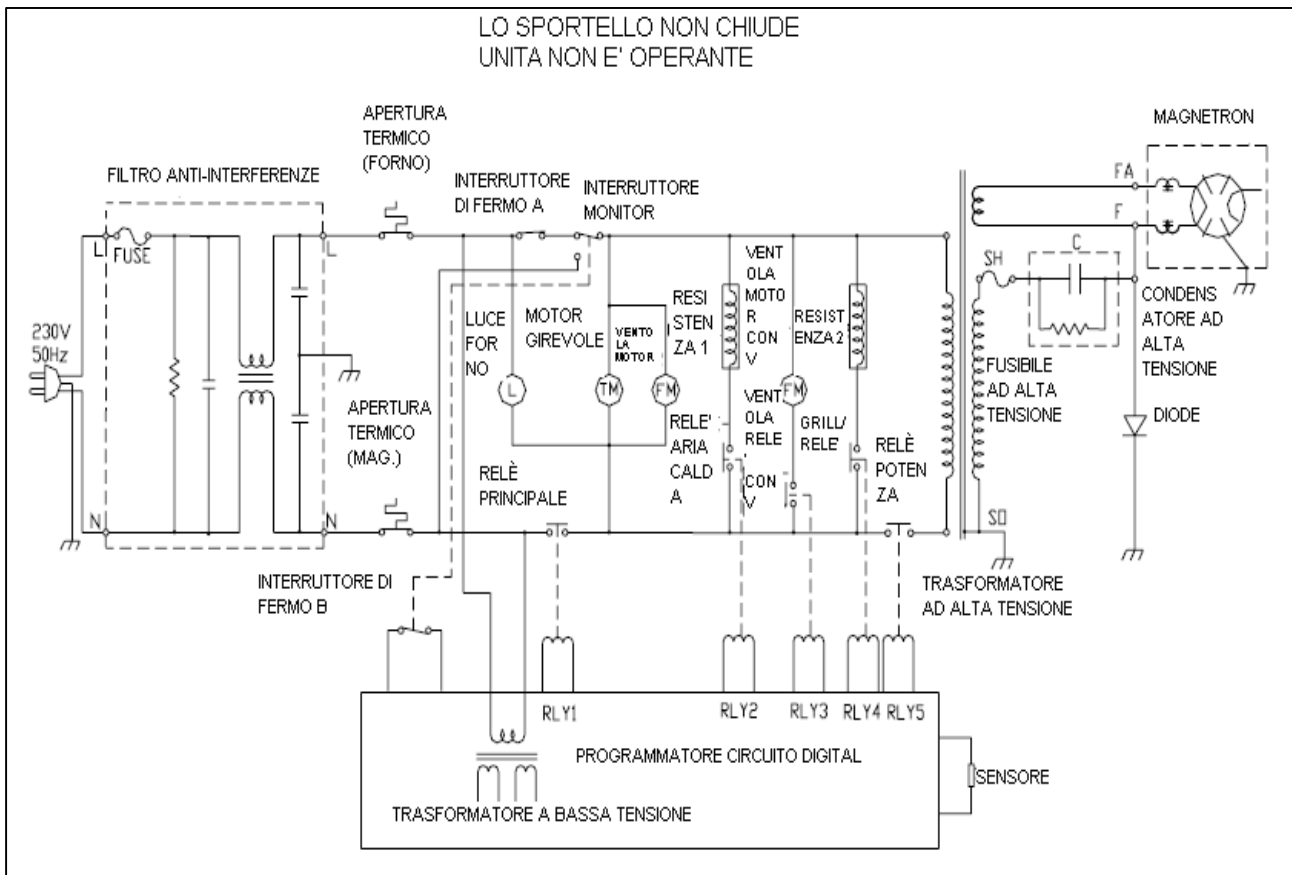 LO SPORTELLO NON CHIUDE
UNITA NON E' OPERANTE
APERTURA
TERMICO
(FORNO)
MAGNETRON
FILTRO ANTI-INTERFERENZE
INTERRUTTORE
DI FERMO A
INTERRUTTORE
MONITOR
FA
F
L
FUSE
L
C
SH
230V
50Hz
LUCE
FOR
NO
MOTOR
GIREVOLE
VENTO
LA
MOTOR
RESI
STEN
ZA 1
VENT
OLA
MOTO
R
CON
V
RESIST
ENZA 2
CONDENS
ATORE AD
ALTA
TENSIONE
FUSIBILE
AD ALTA
TENSIONE
L
TM
FM
FM
DIODE
APERTURA
TERMICO
(MAG.)
RELE'
ARIA
CALD
A
VENT
OLA
RELE
'
CON
V
GRILL/
RELE'
RELÈ
POTEN
ZA
RELÈ
PRINCIPALE
N
N
SO
INTERRUTTORE DI
FERMO B
TRASFORMATORE
AD ALTA TENSIONE
RLY1
RLY2
RLY3
RLY4
RLY5
PROGRAMMATORE CIRCUITO DIGITAL
SENSORE
TRASFORMATORE A BASSA TENSIONE